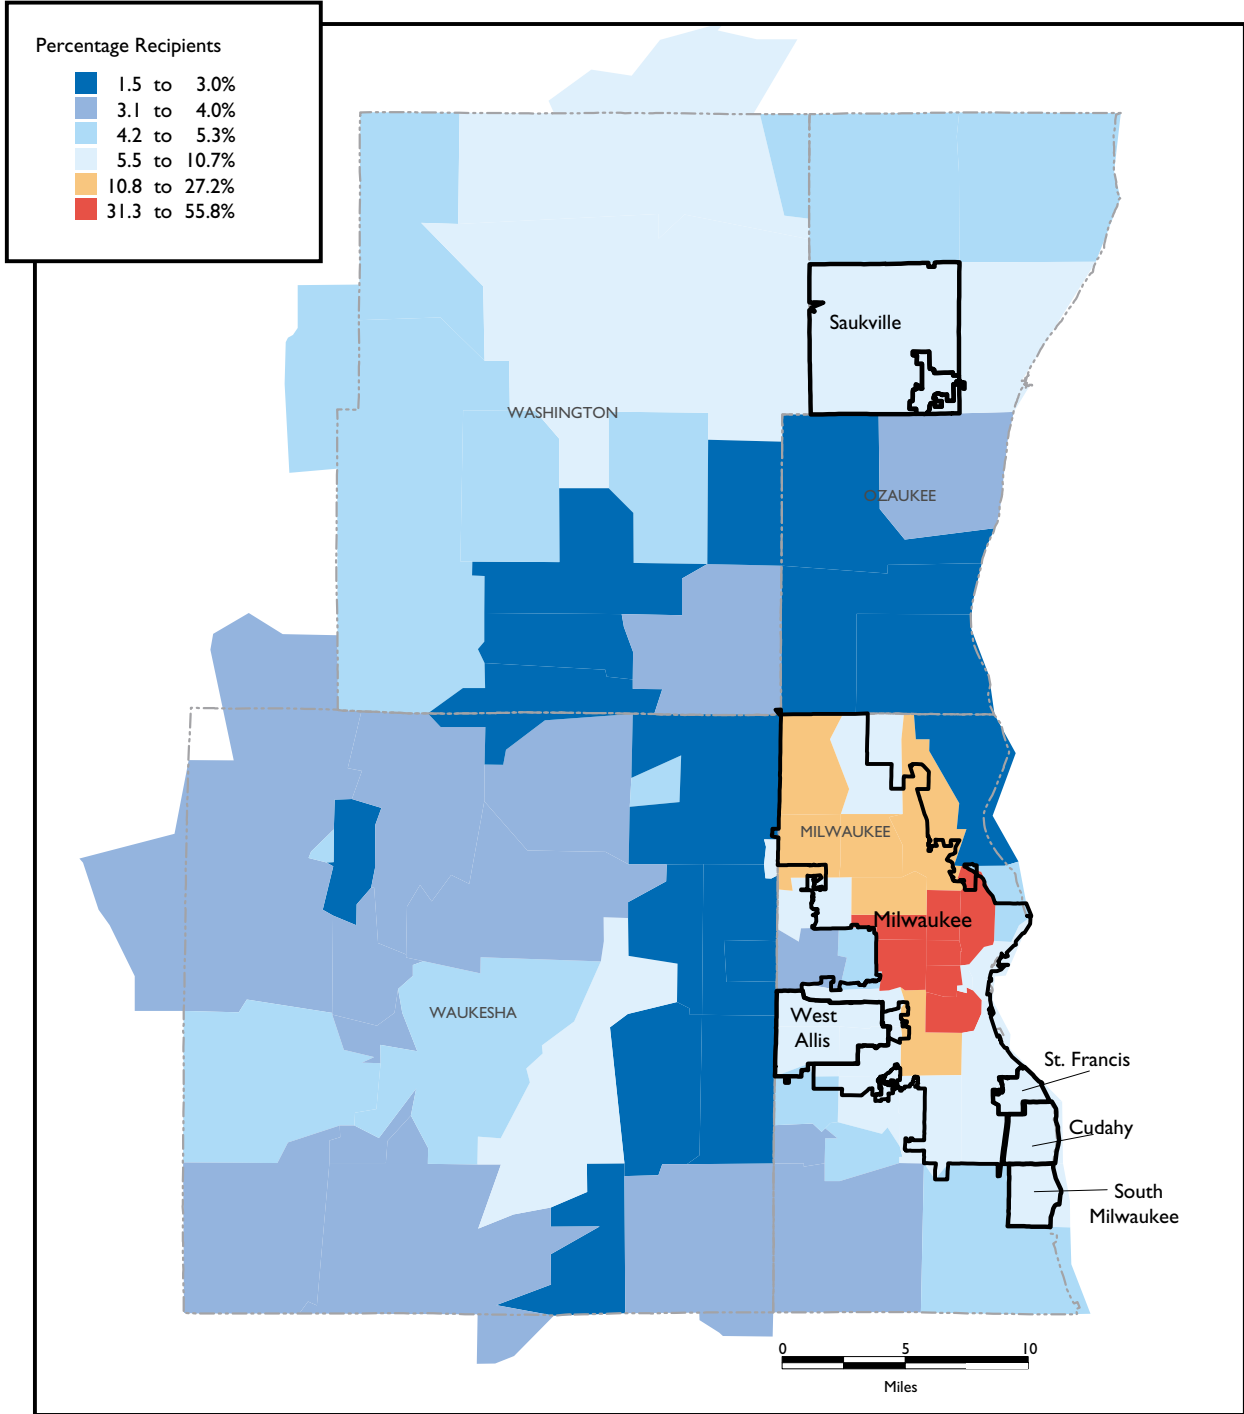 Percentage Recipients
1.5 to 3.0%
3.1 to 4.0%
4.2 to 5.3%
5.5 to 10.7%
10.8 to 27.2%
31.3 to 55.8%
Saukville
WASHINGTON
OZAUKEE
MILWAUKEE
Milwaukee
WAUKESHA
West
Allis
St. Francis
Cudahy
South
Milwaukee
0 5 10
Miles